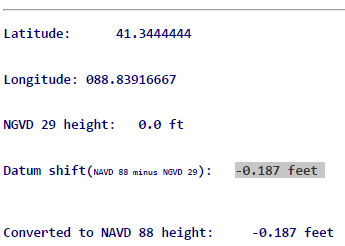 Latitude: 41.3444444
Longitude: 088.83916667
NGVD 29 height: 0.0 ft
Datum shift(NAVD 88 minus NGVD 29): -0.187 feet
Converted to NAVD 88 height: -0.187 feet